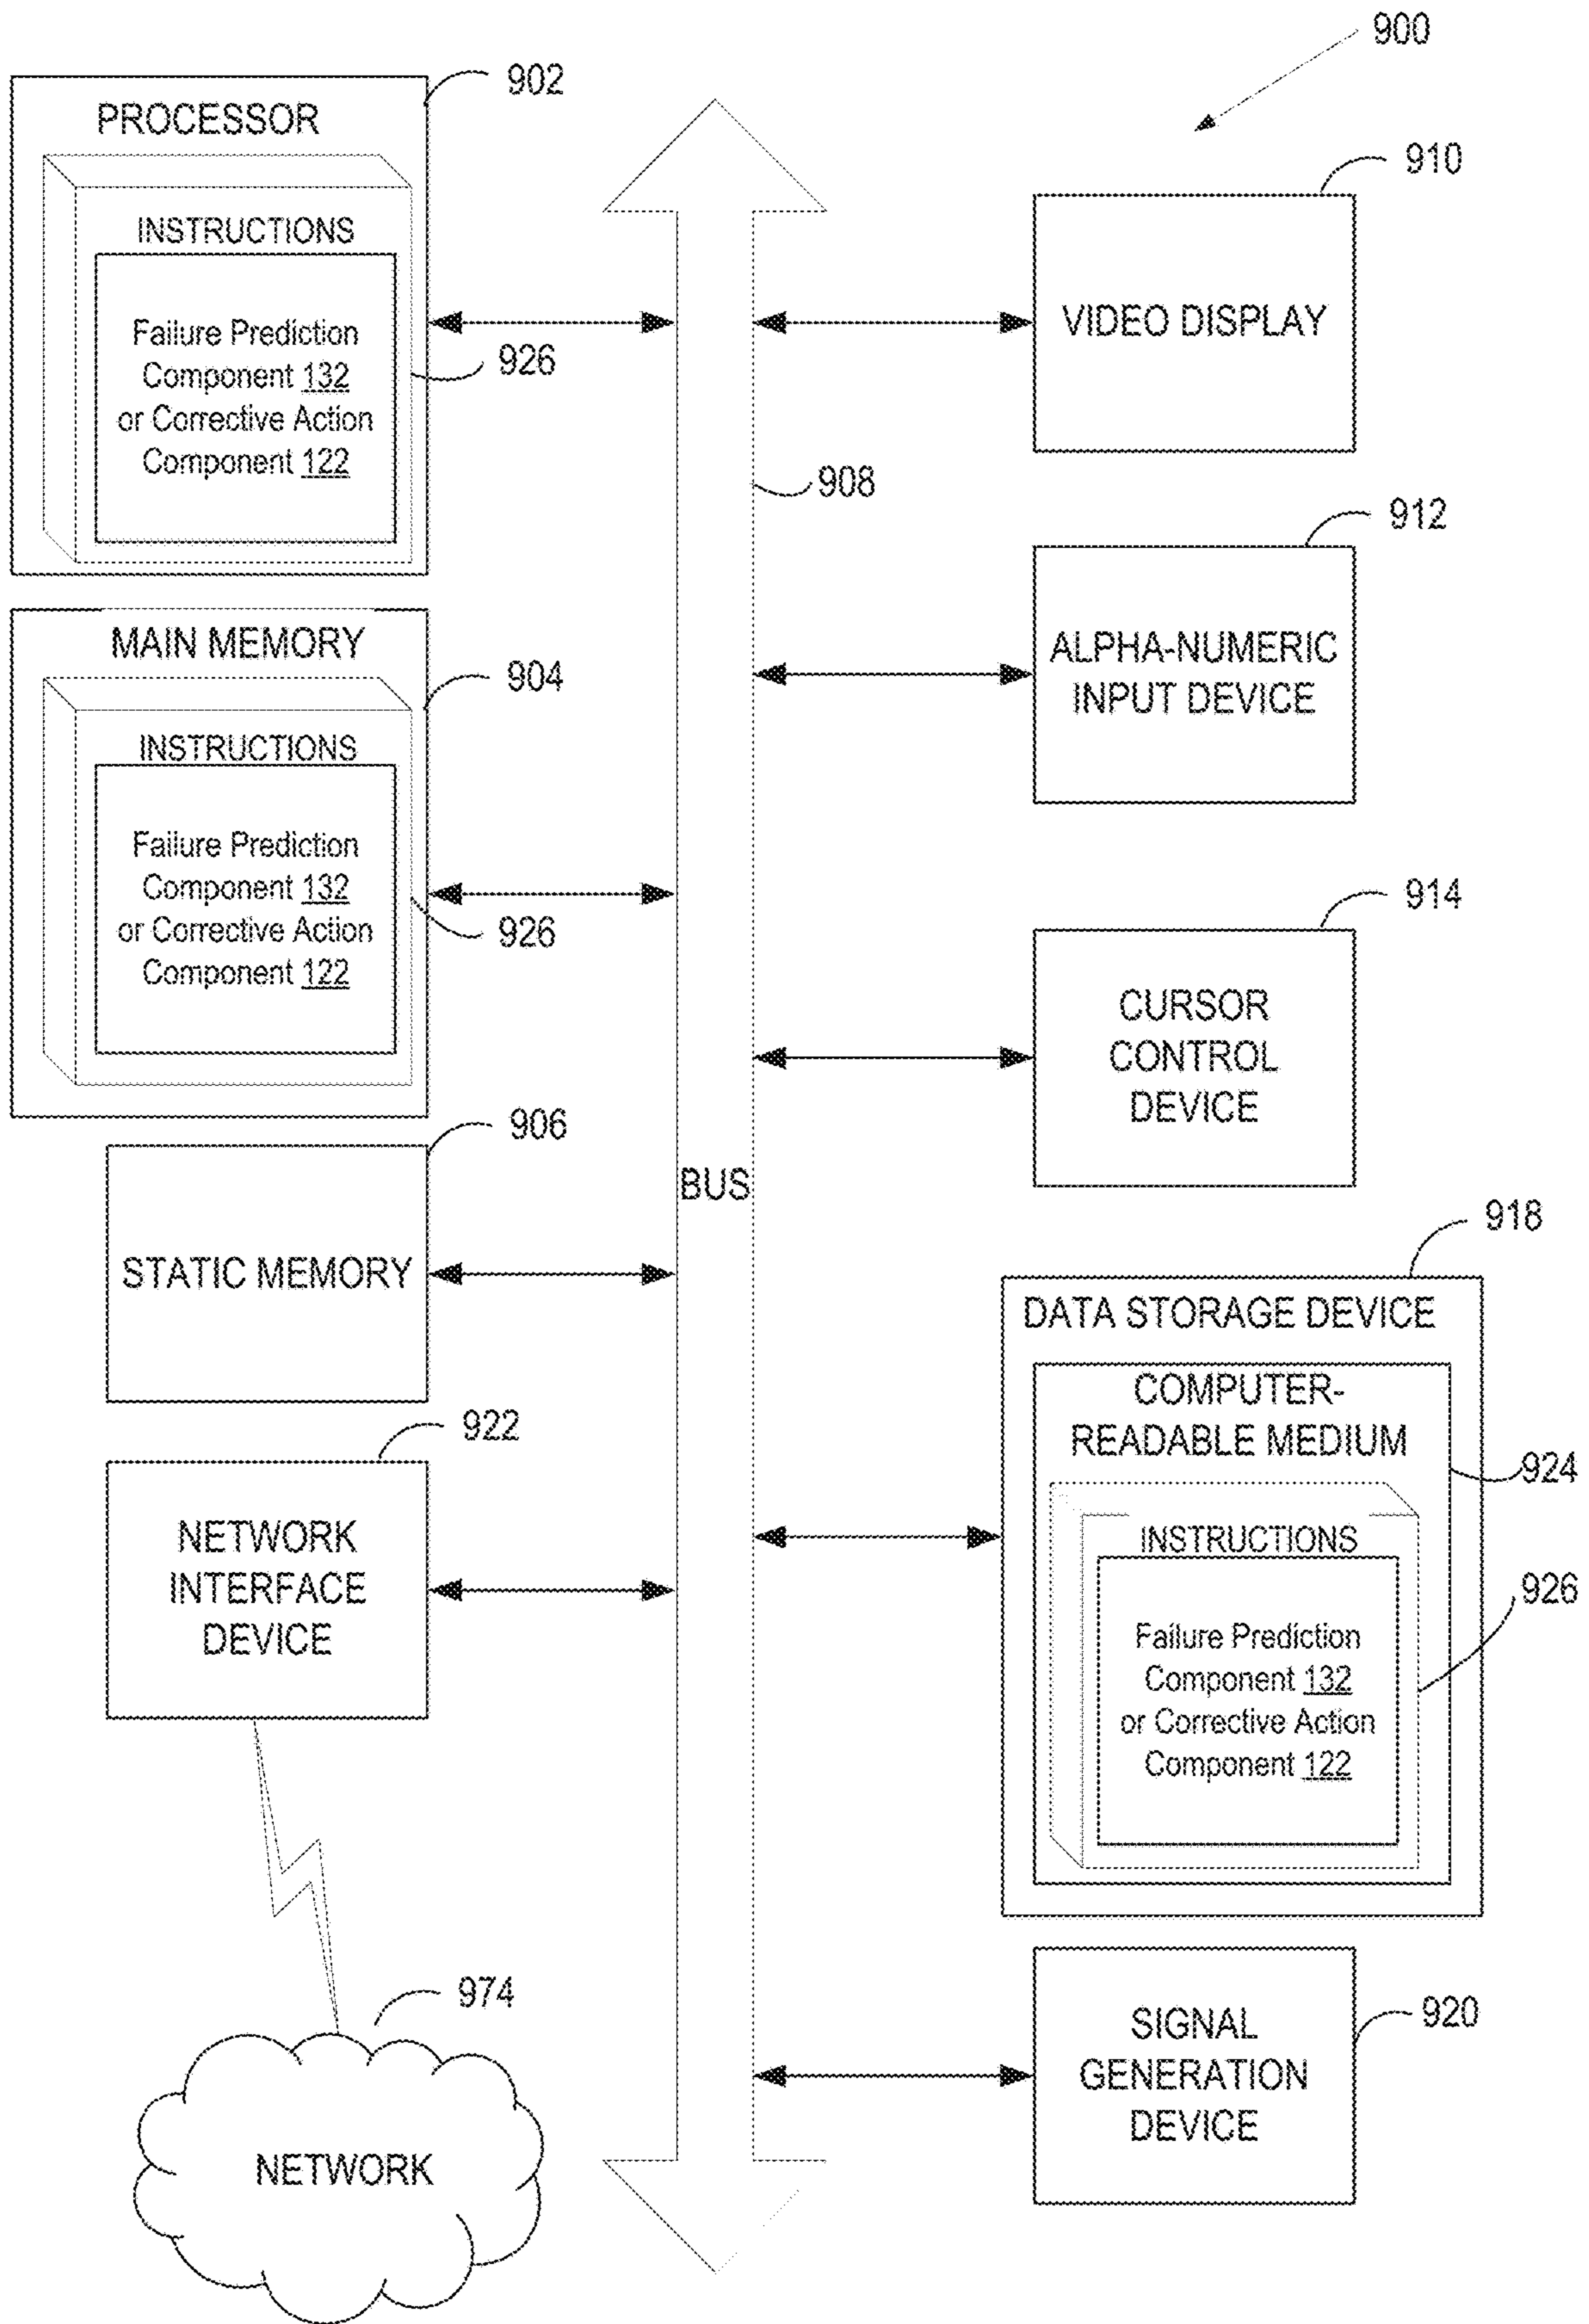 900
902
PROCESSOR
INSTRUCTIONS
Failure Prediction
Component 132
or Corrective Action
Component 122
926
MAIN MEMORY
904
INSTRUCTIONS
Failure Prediction
Component 132
or Corrective Action
Component 122
926
906
STATIC MEMORY
922
NETWORK
INTERFACE
DEVICE
974
NETWORK
BUS
908
910
VIDEO DISPLAY
912
ALPHA-NUMERIC
INPUT DEVICE
914
CURSOR
CONTROL
DEVICE
918
DATA STORAGE DEVICE
COMPUTER-
READABLE MEDIUM
924
INSTRUCTIONS
926
Failure Prediction
Component 132
or Corrective Action
Component 122
920
SIGNAL
GENERATION
DEVICE